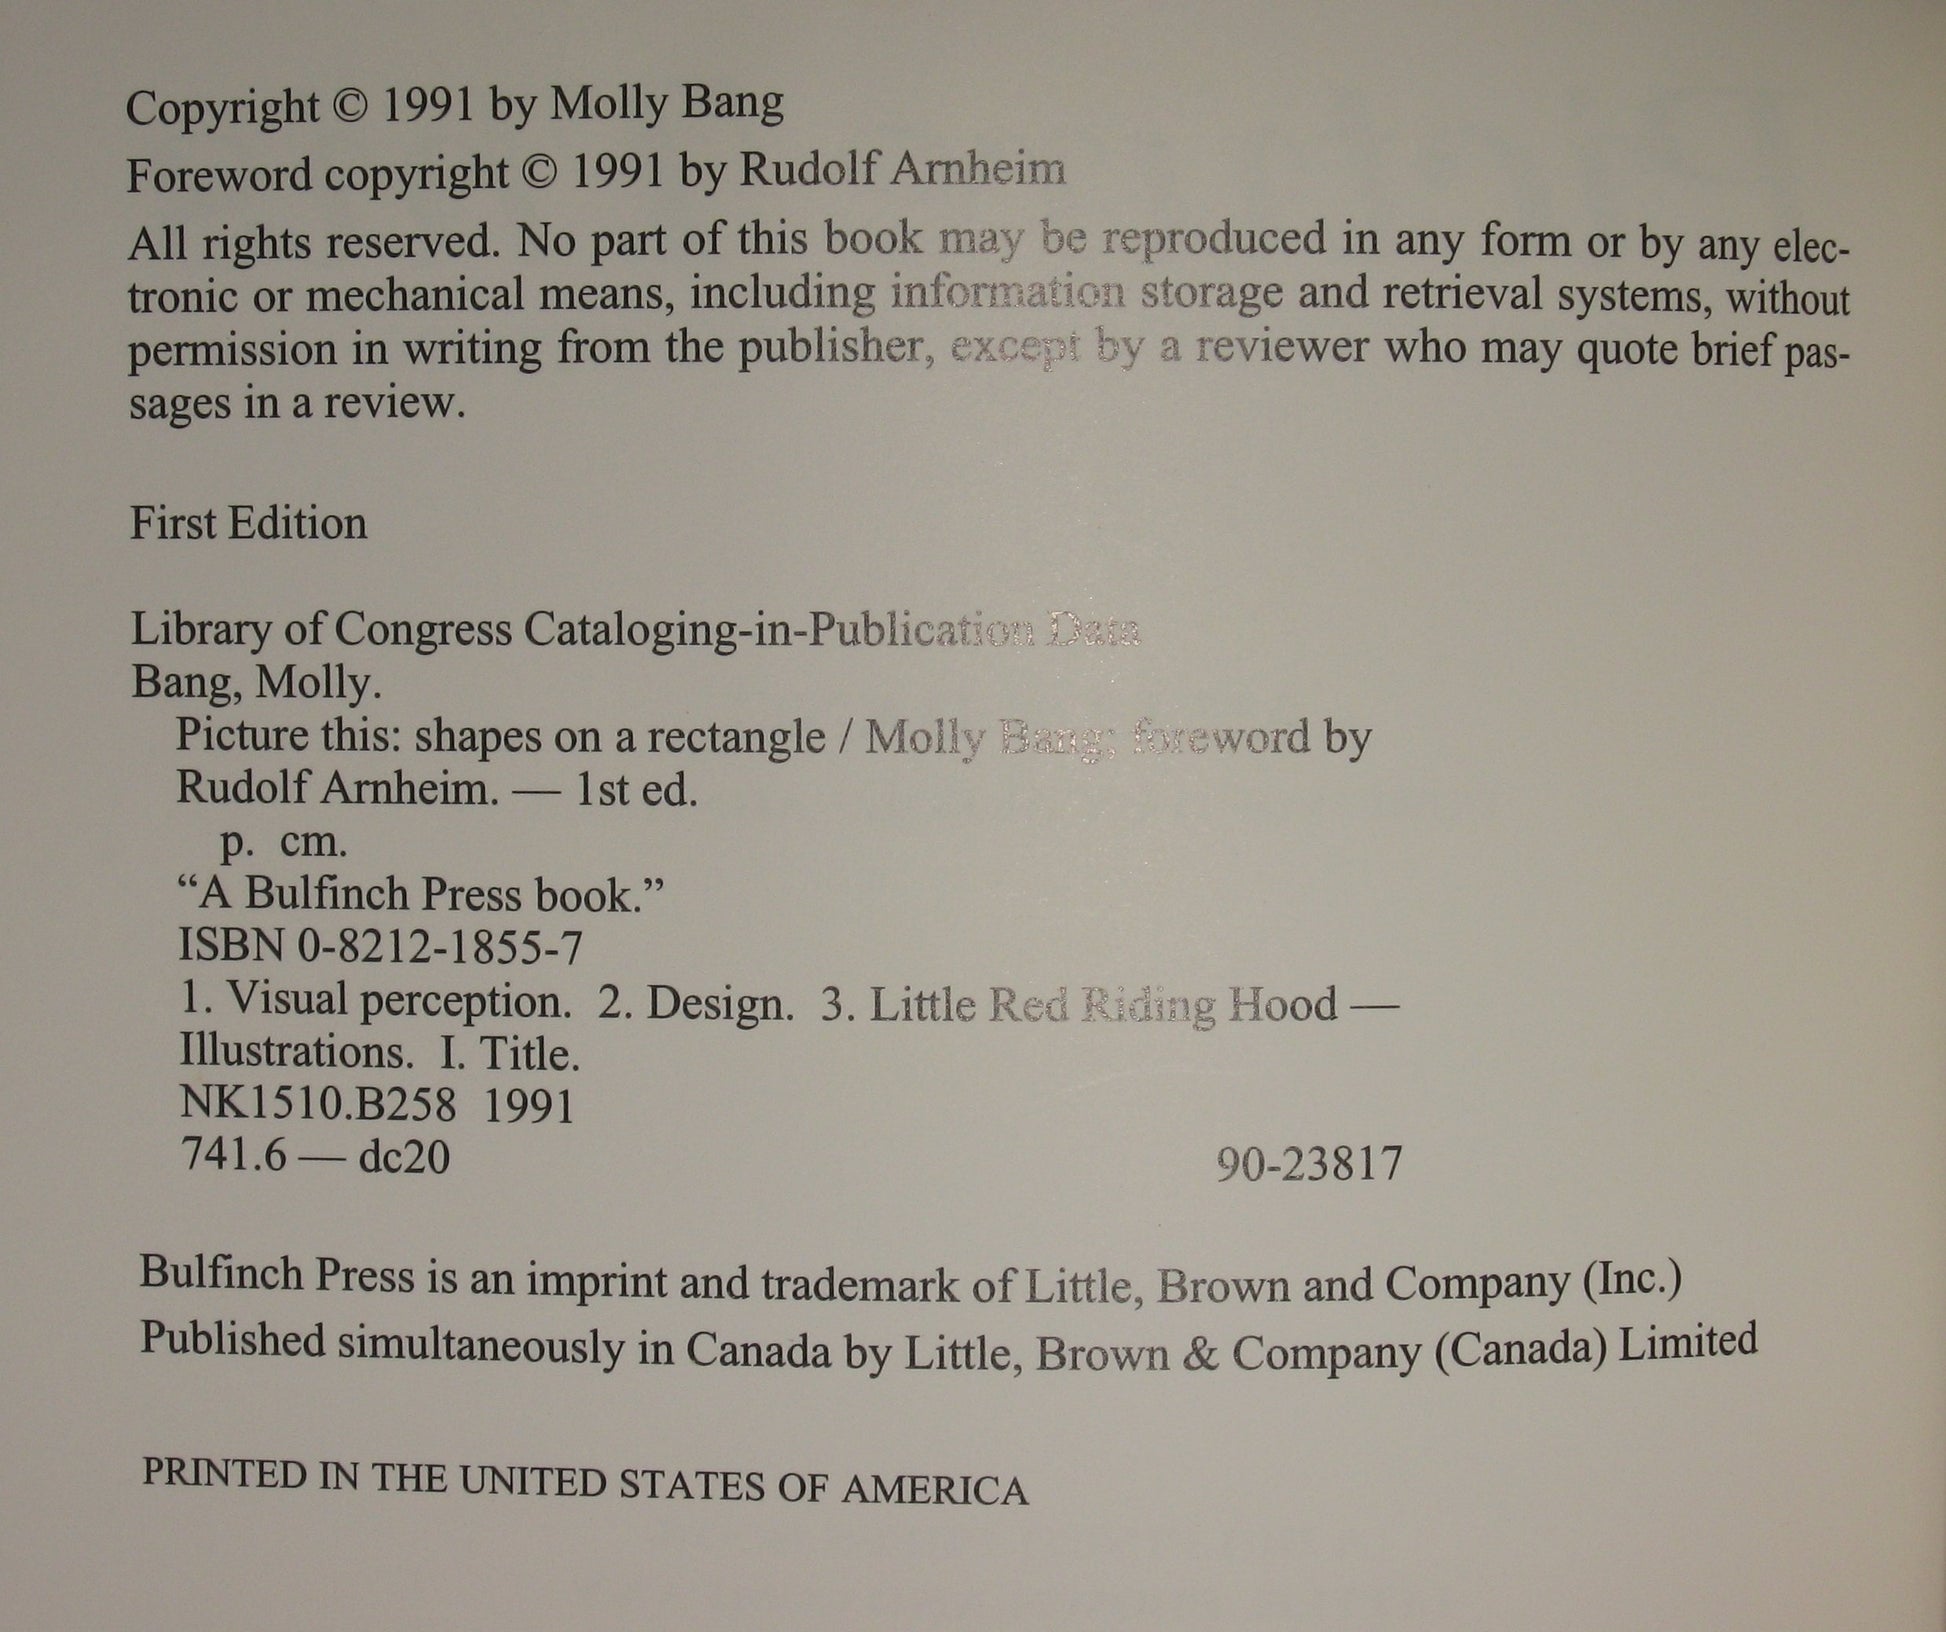 Copyright © 1991 by Molly Bang
Foreword copyright © 1991 by Rudolf Arnheim
All rights reserved. No part of this book may be reproduced in any form or by any elec-
tronic or mechanical means, including information storage and retrieval systems, without
permission in writing from the publisher, except by a reviewer who may quote brief pas-
sages in a review.
First Edition
Library of Congress Cataloging-in-Publication Data
Bang, Molly.
Picture this: shapes on a rectangle / Molly Bang; foreword by
Rudolf Arnheim. — 1st ed.
p. cm.
“A Bulfinch Press book.”
ISBN 0-8212-1855-7
1. Visual perception. 2. Design. 3. Little Red Riding Hood —
Illustrations. I. Title.
NK1510.B258 1991
741.6 — dc20 90-23817
Bulfinch Press is an imprint and trademark of Little, Brown and Company (Inc.)
Published simultaneously in Canada by Little, Brown & Company (Canada) Limited
PRINTED IN THE UNITED STATES OF AMERICA